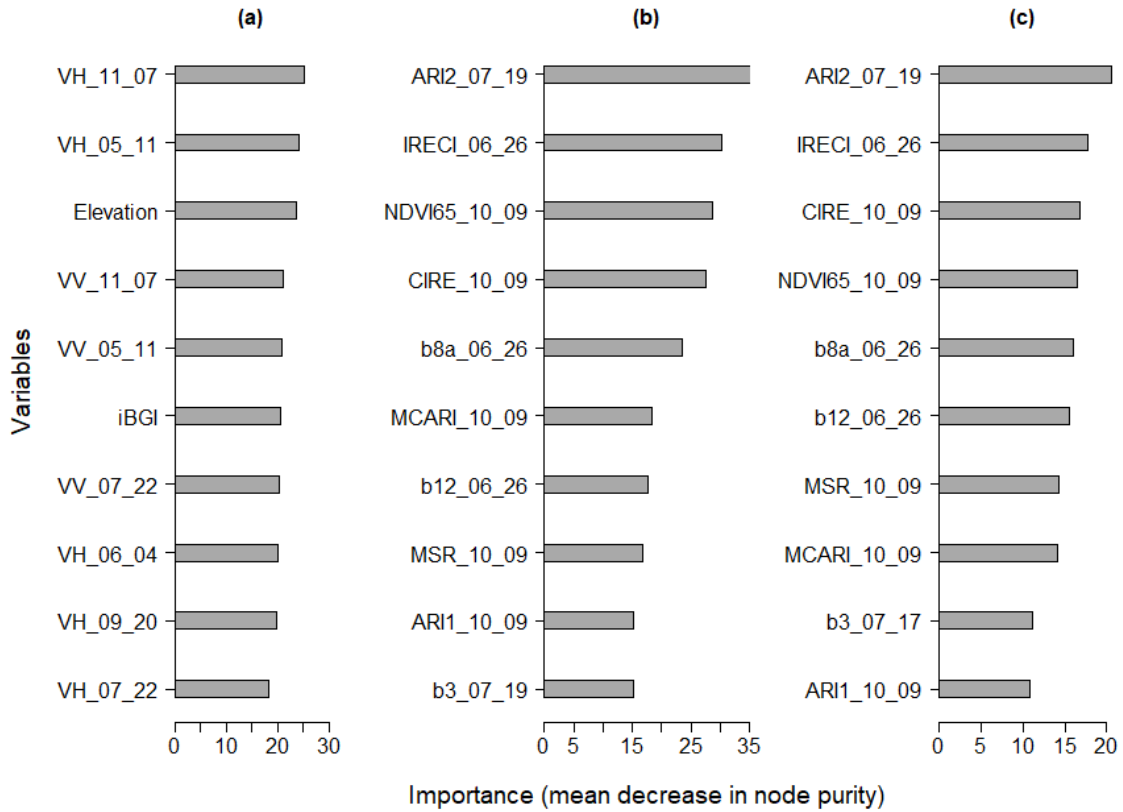 (a)
VH_11_07
VH_05_11
Elevation
VV_11_07
VV_05_11
iBGI
VV_07_22
VH_06_04
VH_09_20
VH_07_22
0 10 20 30
(b)
ARI2_07_19
IRECI_06_26
NDVI65_10_09
CIRE_10_09
b8a_06_26
MCARI_10_09
b12_06_26
MSR_10_09
ARI1_10_09
b3_07_19
0 5 15 25 35
(c)
ARI2_07_19
IRECI_06_26
CIRE_10_09
NDVI65_10_09
b8a_06_26
b12_06_26
MSR_10_09
MCARI_10_09
b3_07_17
ARI1_10_09
0 5 10 15 20
Variables
Importance (mean decrease in node purity)